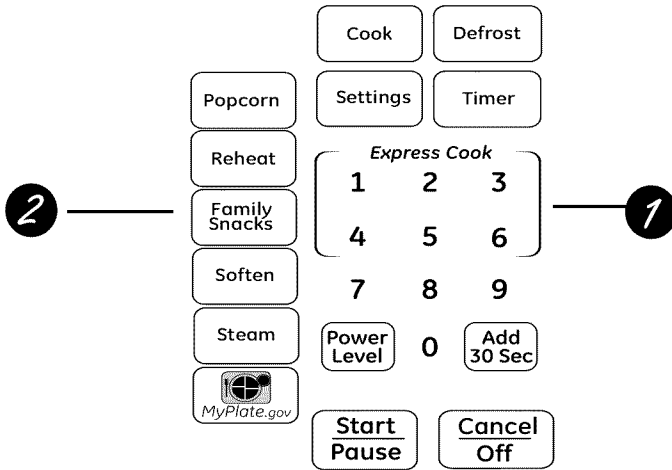 Cook
Defrost
Settings
Timer
Popcorn
Reheat
Family
Snacks
Soften
Steam
MyPlate.gov
Express Cook
1 2 3
4 5 6
7 8 9
Power
Level
0
Add
30 Sec
Start
Pause
Cancel
Off
2
1